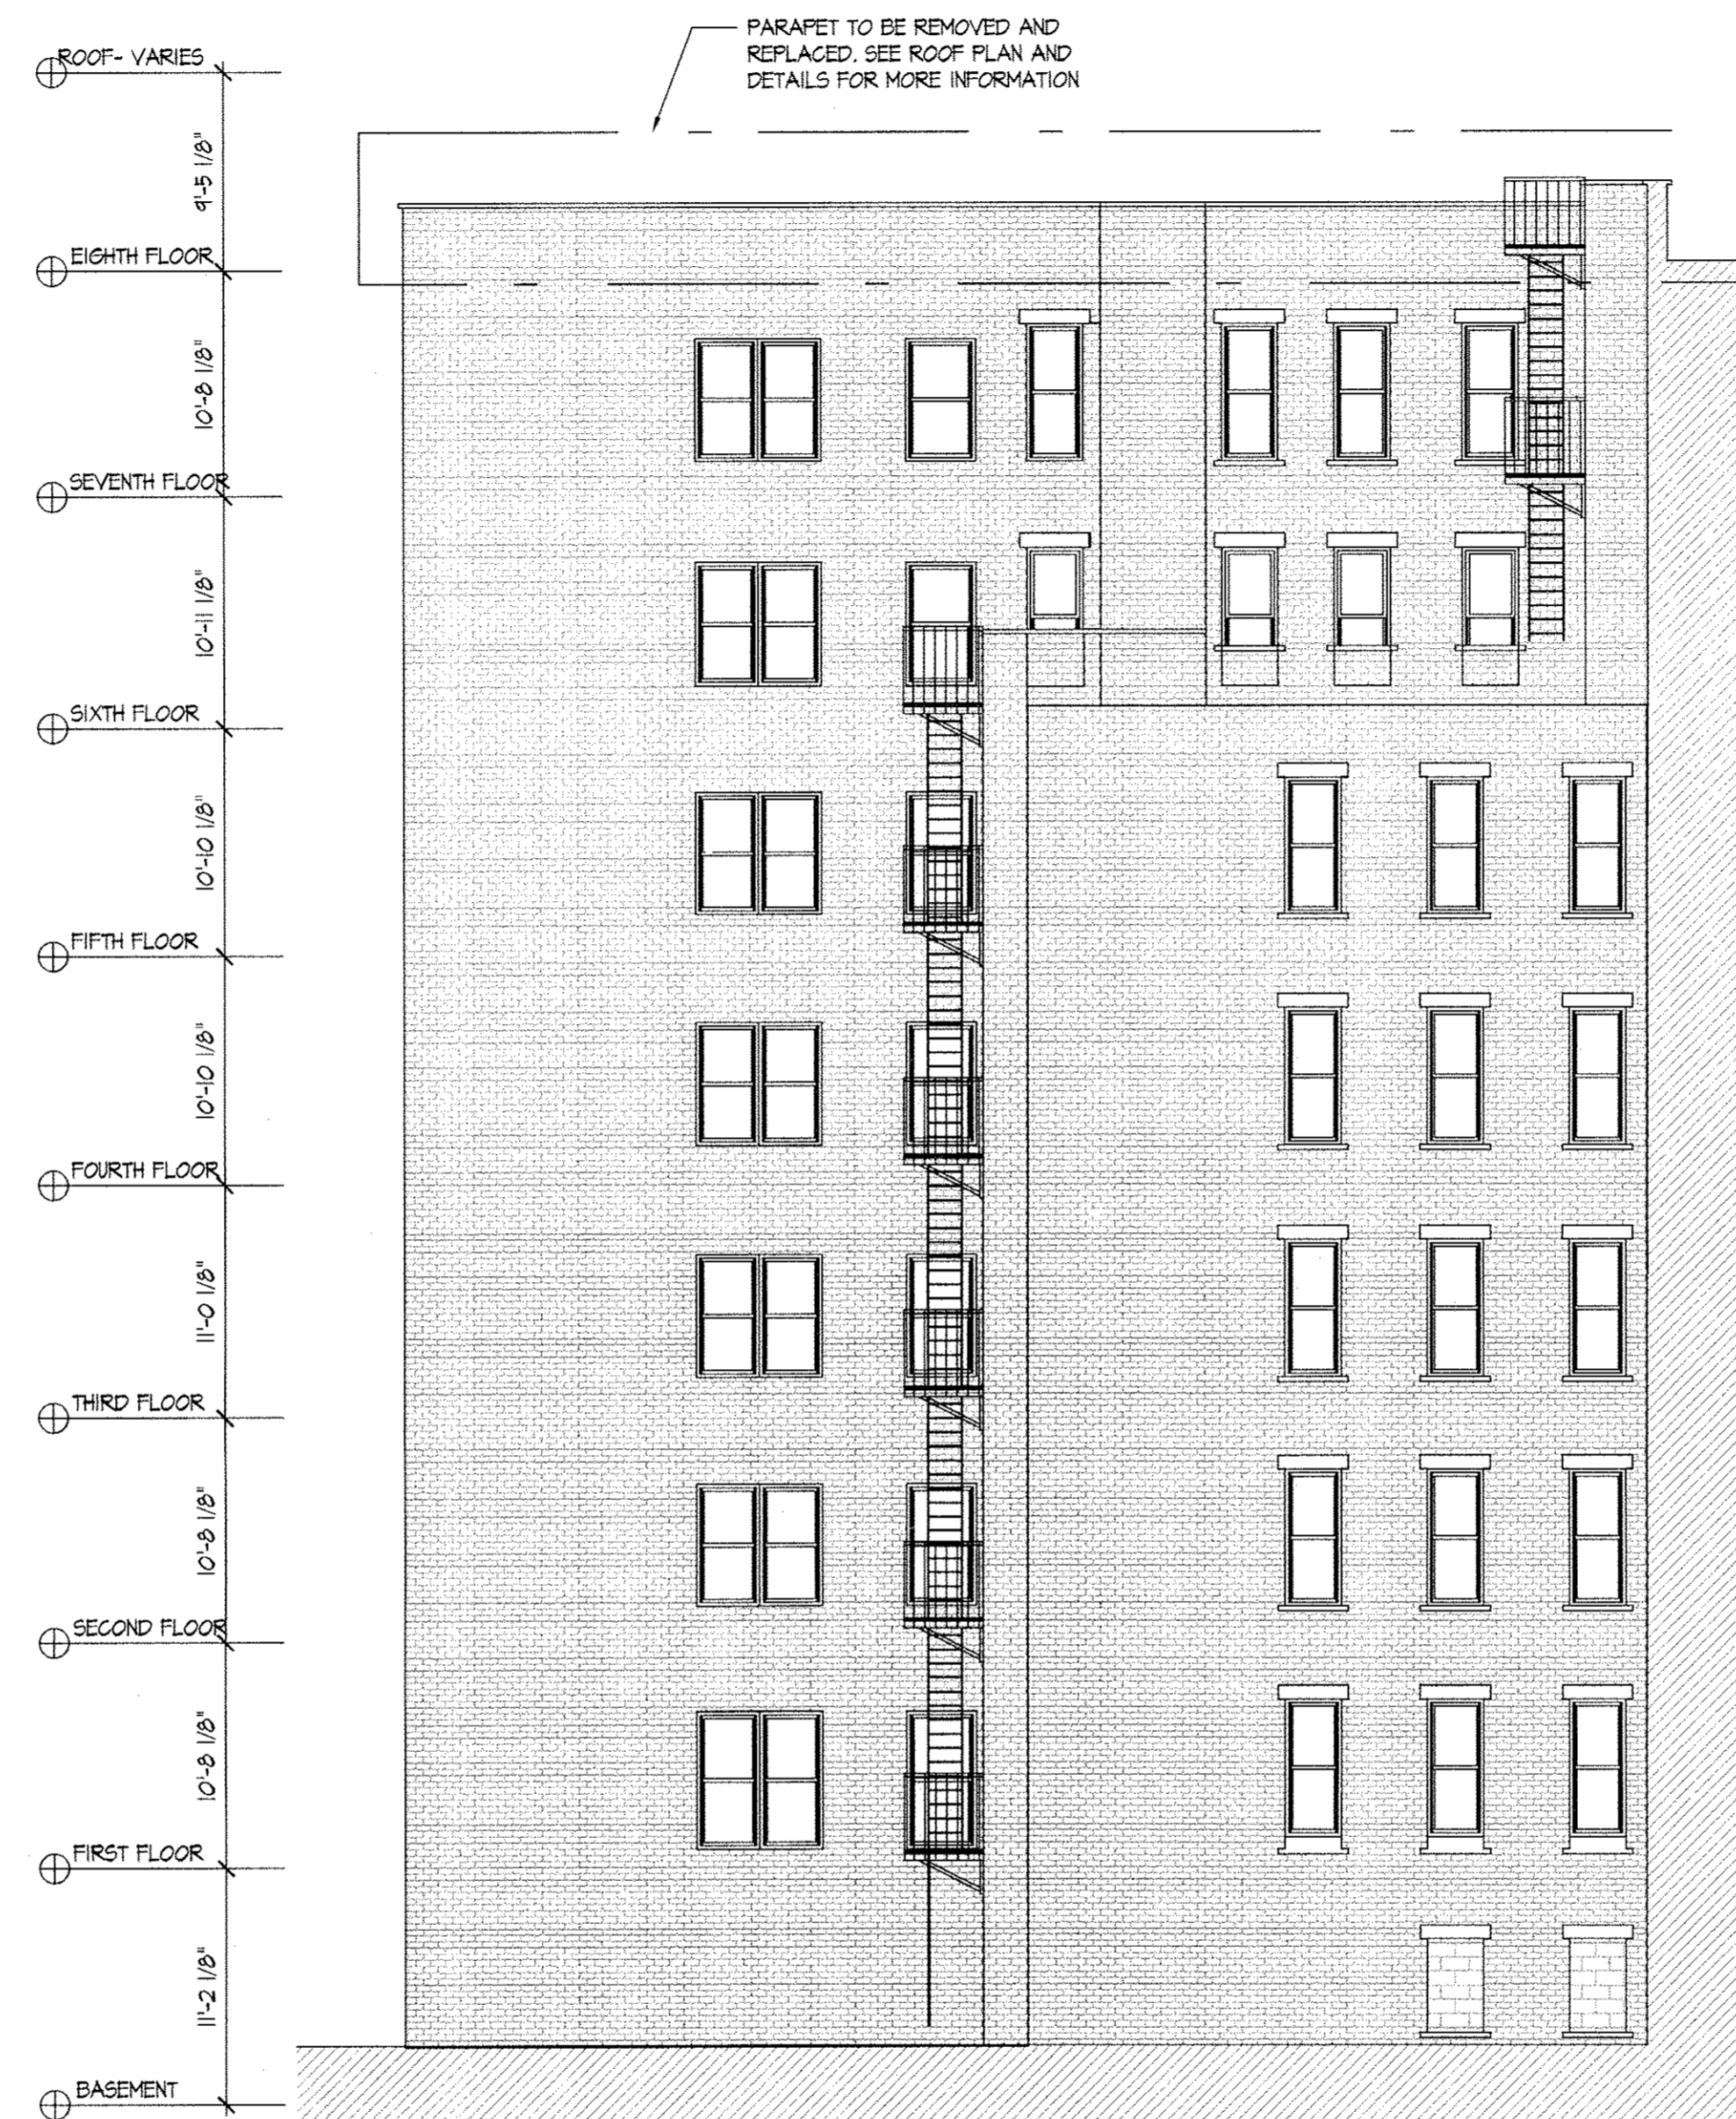 PARAPET TO BE REMOVED AND
REPLACED. SEE ROOF PLAN AND
DETAILS FOR MORE INFORMATION
ROOF- VARIES
9'-5 1/8"
EIGHTH FLOOR
10'-8 1/8"
SEVENTH FLOOR
10'-11 1/8"
SIXTH FLOOR
10'-10 1/8"
FIFTH FLOOR
10'-10 1/8"
FOURTH FLOOR
11'-0 1/8"
THIRD FLOOR
10'-8 1/8"
SECOND FLOOR
10'-8 1/8"
FIRST FLOOR
11'-2 1/8"
BASEMENT